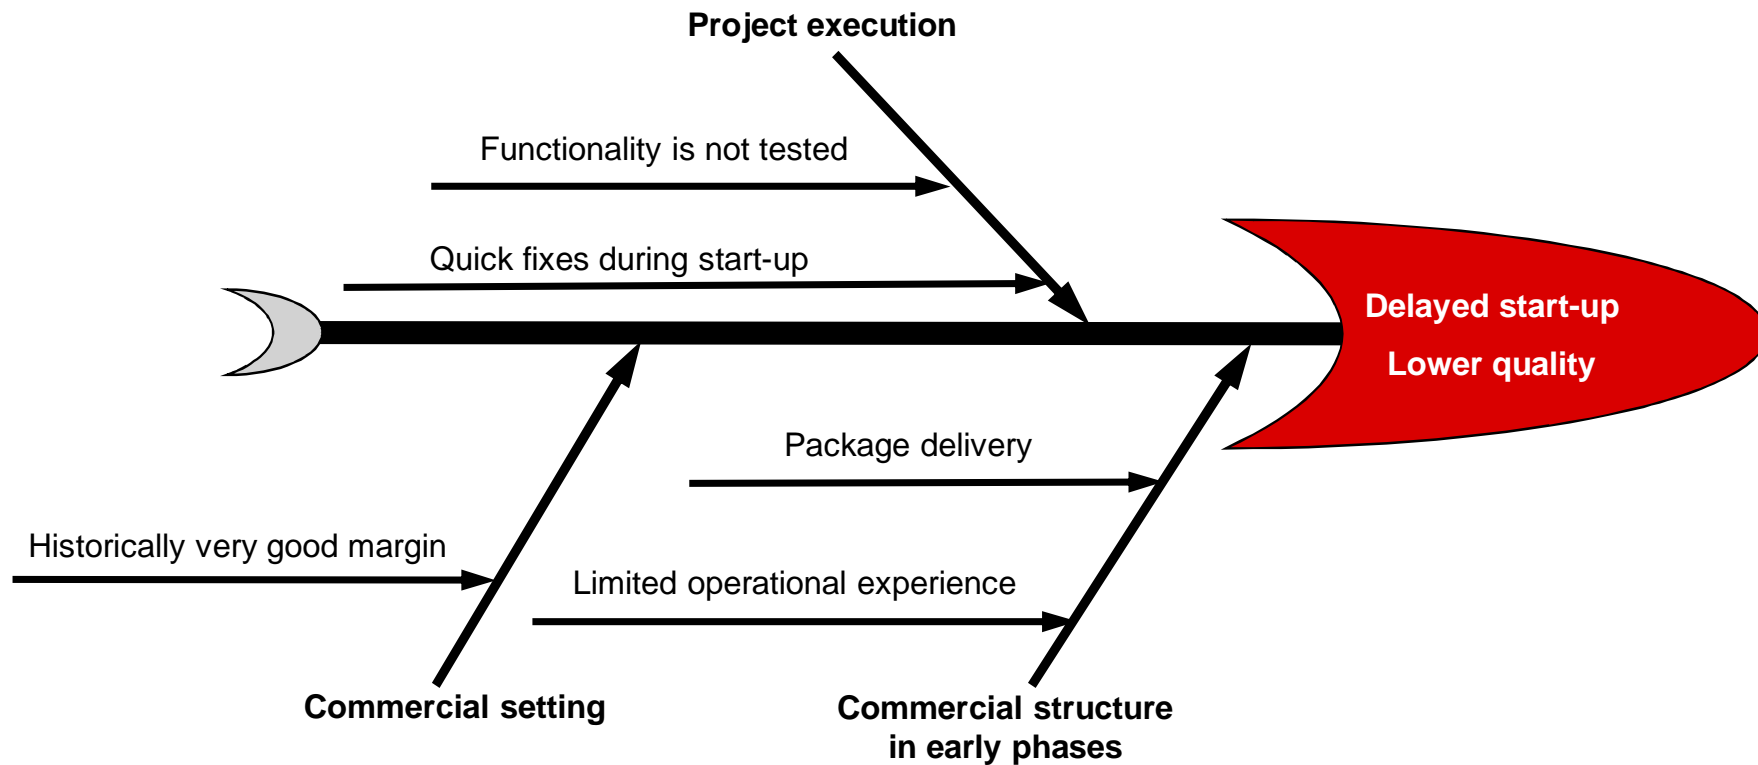 Project execution
Functionality is not tested
Quick fixes during start-up
Delayed start-up
Lower quality
Package delivery
Historically very good margin
Limited operational experience
Commercial setting
Commercial structure
in early phases